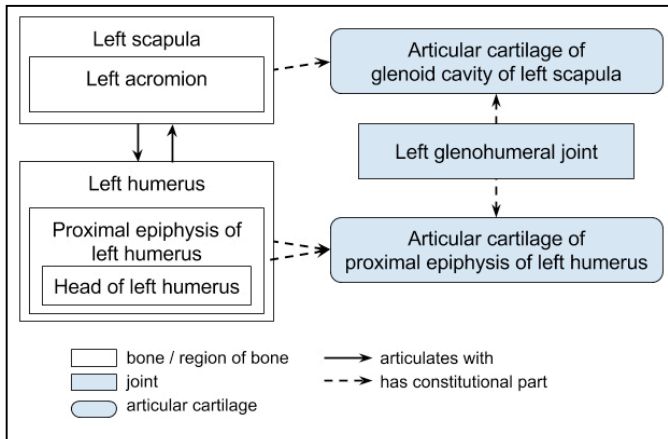 Left scapula
Left acromion
Articular cartilage of
glenoid cavity of left scapula
Left glenohumeral joint
Left humerus
Proximal epiphysis of
left humerus
Head of left humerus
Articular cartilage of
proximal epiphysis of left humerus
bone / region of bone
joint
articular cartilage
articulates with
has constitutional part